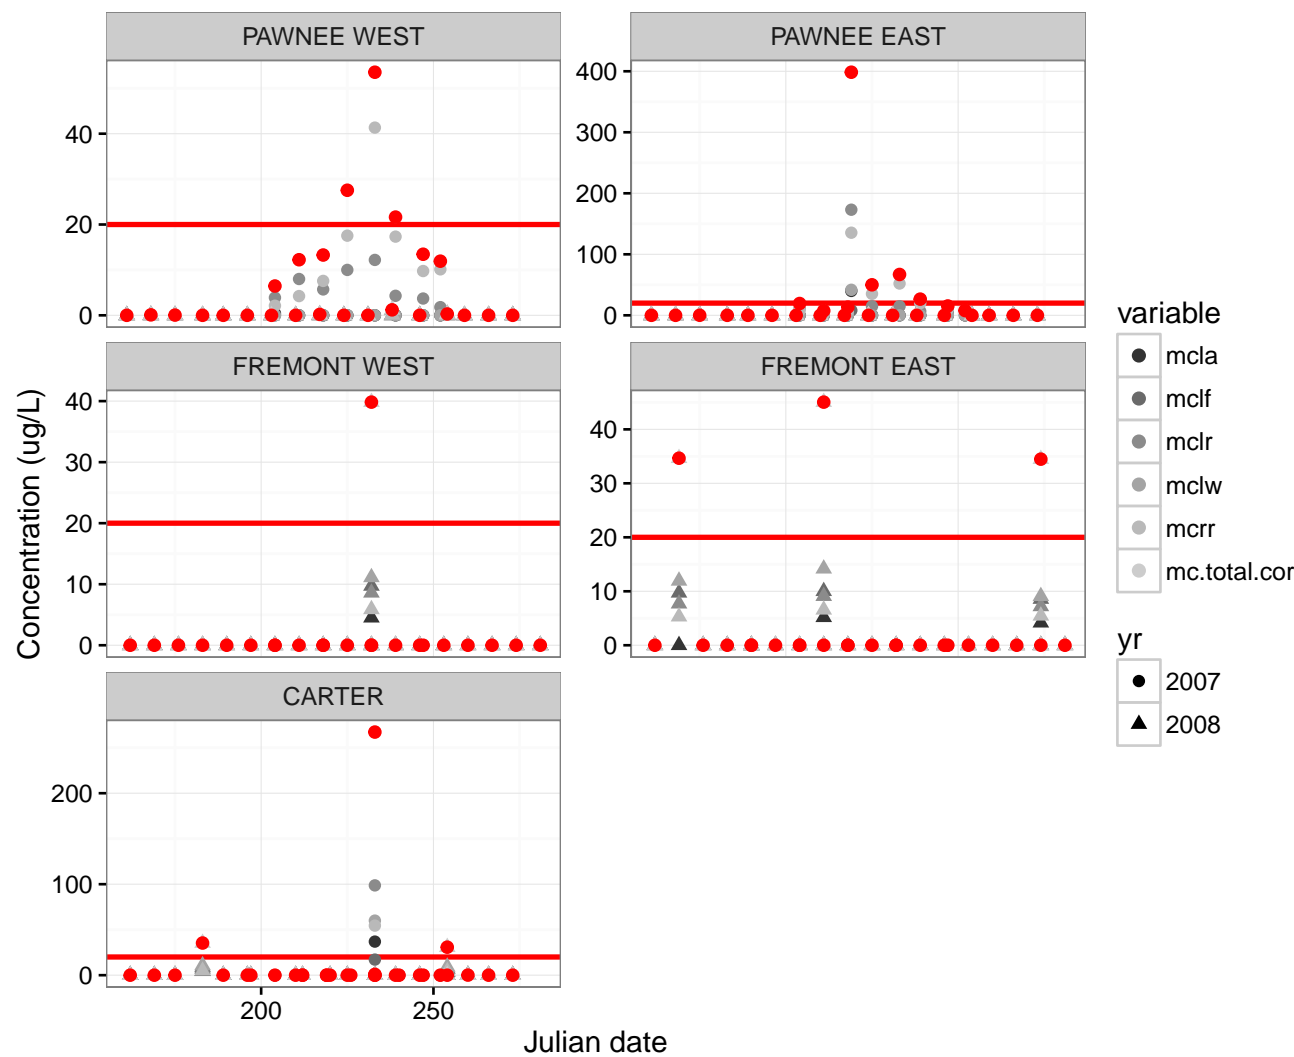 PAWNEE WEST
PAWNEE EAST
40
20
0
400
300
200
100
0
FREMONT WEST
FREMONT EAST
40
30
20
10
0
40
30
20
10
0
CARTER
200
100
0
200
250
Julian date
Concentration (ug/L)
variable
mcla
mclf
mclr
mclw
mcrr
mc.total.cor
yr
2007
2008